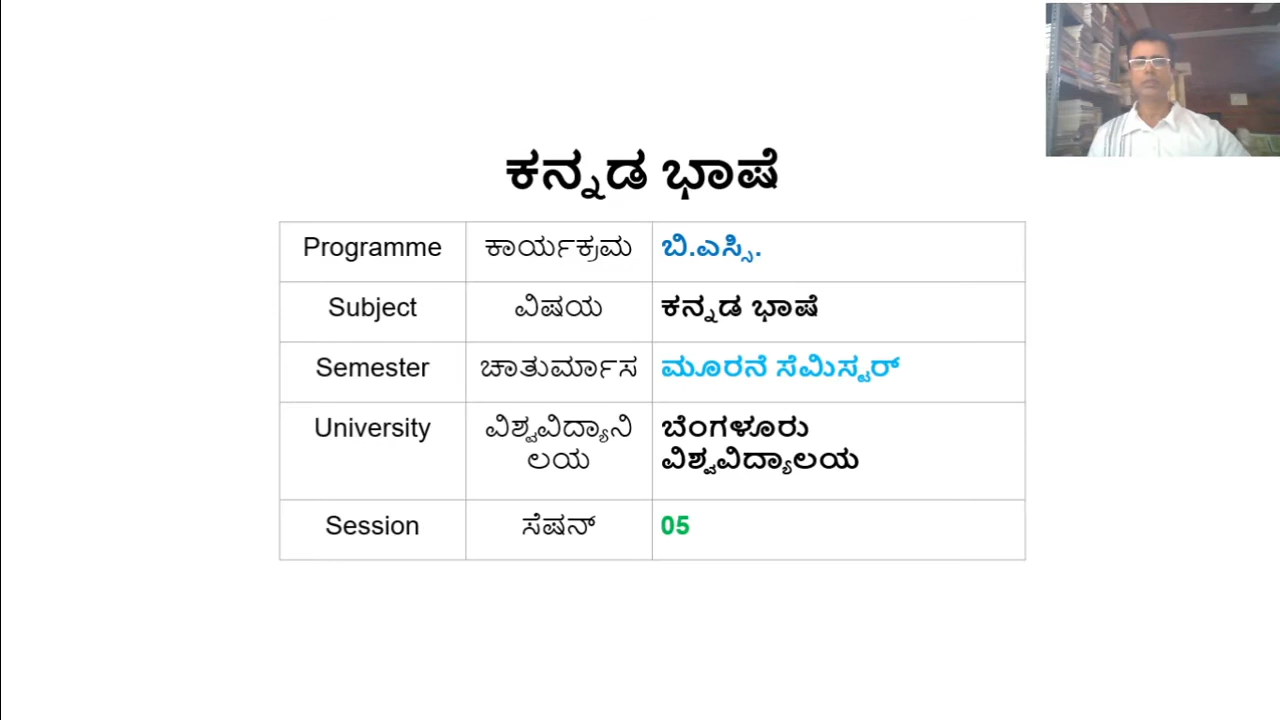 ಕನ್ನಡ ಭಾಷೆ
Programme ಕಾರ್ಯಕ್ರಮ ಬಿ.ಎಸ್ಸಿ.
Subject ವಿಷಯ ಕನ್ನಡ ಭಾಷೆ
Semester ಚಾತುರ್ಮಾಸ ಮೂರನೆ ಸೆಮಿಸ್ಟರ್
University ವಿಶ್ವವಿದ್ಯಾನಿ ಬೆಂಗಳೂರು
ಲಯ ವಿಶ್ವವಿದ್ಯಾಲಯ
Session ಸೆಷನ್ 05